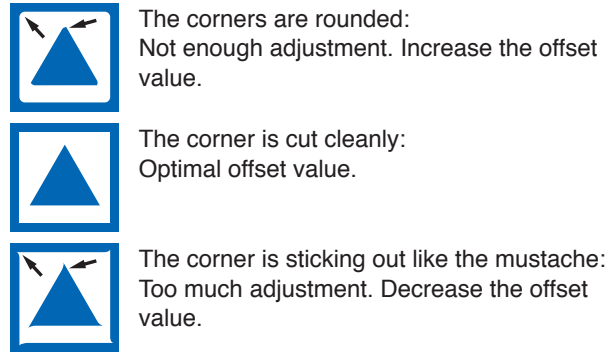 The corners are rounded:
Not enough adjustment. Increase the offset
value.
The corner is cut cleanly:
Optimal offset value.
The corner is sticking out like the mustache:
Too much adjustment. Decrease the offset
value.